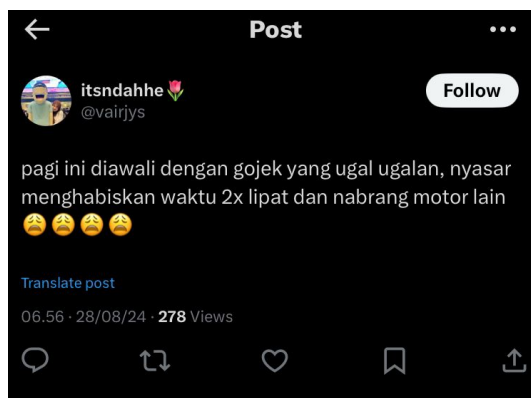 Post
itsndahhe🌷
@vairjys
Follow
pagi ini diawali dengan gojek yang ugal ugalan, nyasar
menghabiskan waktu 2x lipat dan nabrang motor lain
😩😩😩😩
Translate post
06.56 · 28/08/24 · 278 Views